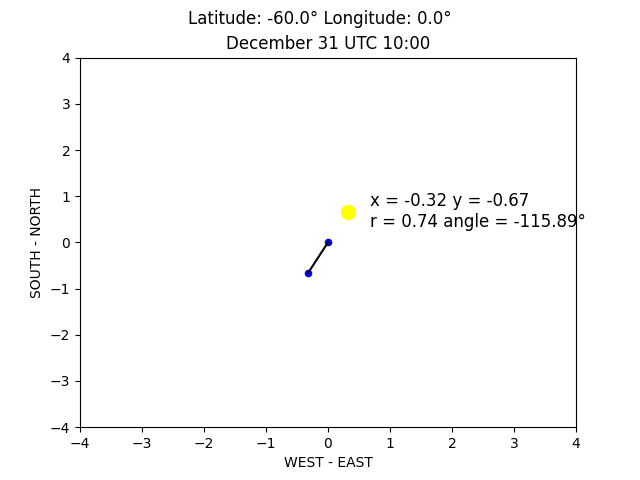 Latitude: -60.0° Longitude: 0.0°
December 31 UTC 10:00
4
3
2
1
0
−1
−2
−3
−4
SOUTH - NORTH
x = -0.32 y = -0.67
r = 0.74 angle = -115.89°
−4 −3 −2 −1 0 1 2 3 4
WEST - EAST